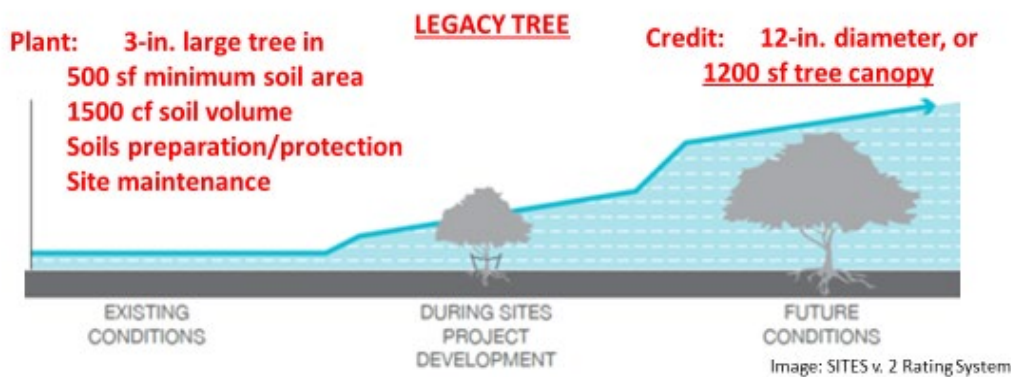 LEGACY TREE
Plant: 3-in. large tree in
500 sf minimum soil area
1500 cf soil volume
Soils preparation/protection
Site maintenance
Credit: 12-in. diameter, or
1200 sf tree canopy
EXISTING
CONDITIONS
DURING SITES
PROJECT
DEVELOPMENT
FUTURE
CONDITIONS
Image: SITES v. 2 Rating System